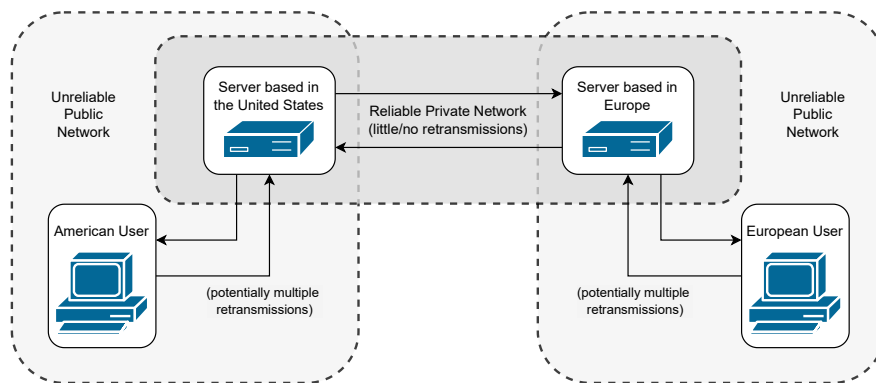 Unreliable
Public
Network
Server based in
the United States
Reliable Private Network
(little/no retransmissions)
Server based in
Europe
Unreliable
Public
Network
American User
(potentially multiple
retransmissions)
(potentially multiple
retransmissions)
European User